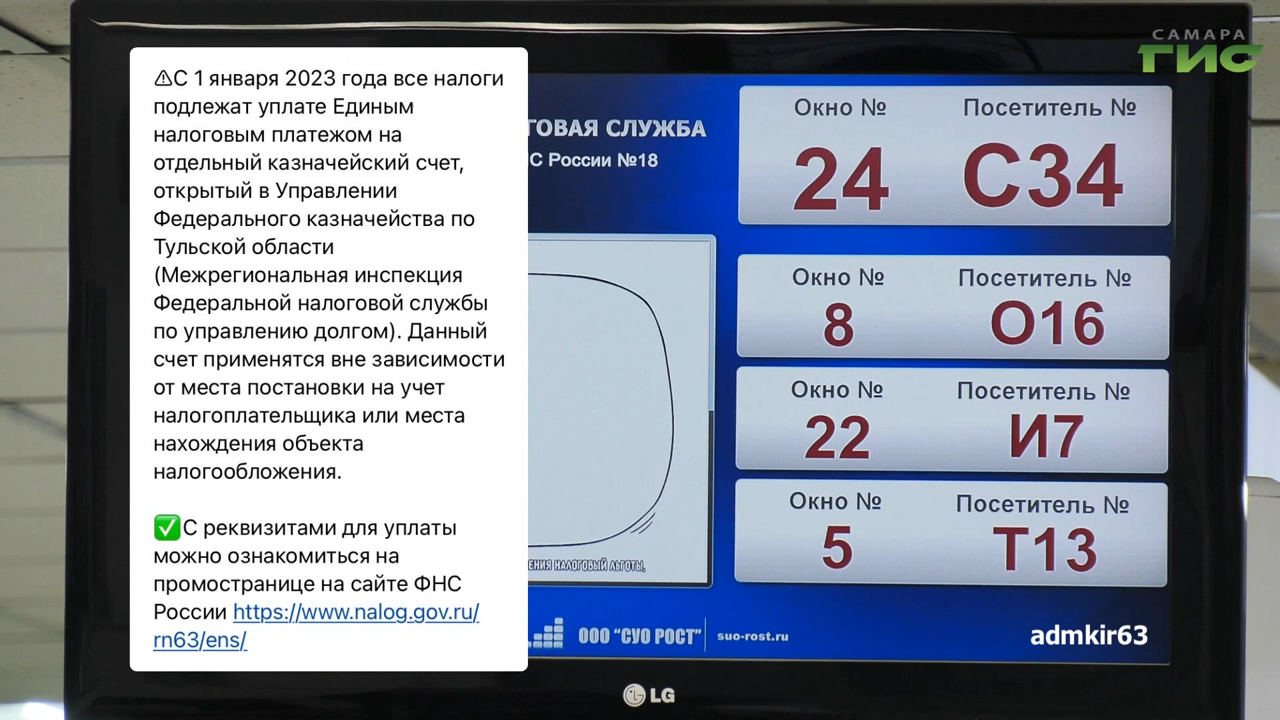 САМАРА
ГИС
⚠С 1 января 2023 года все налоги
подлежат уплате Единым
налоговым платежом на
отдельный казначейский счет,
открытый в Управлении
Федерального казначейства по
Тульской области
(Межрегиональная инспекция
Федеральной налоговой службы
по управлению долгом). Данный
счет применятся вне зависимости
от места постановки на учет
налогоплательщика или места
нахождения объекта
налогообложения.
✅С реквизитами для уплаты
можно ознакомиться на
промостранице на сайте ФНС
России https://www.nalog.gov.ru/
rn63/ens/
ГОВАЯ СЛУЖБА
С России №18
ЕНИЯ НАЛОГОВЫЙ ЛЬГОТЫ,
Окно № Посетитель №
24 С34
Окно № Посетитель №
8 О16
Окно № Посетитель №
22 И7
Окно № Посетитель №
5 Т13
ООО "СУО РОСТ" suo-rost.ru
admkir63
LG